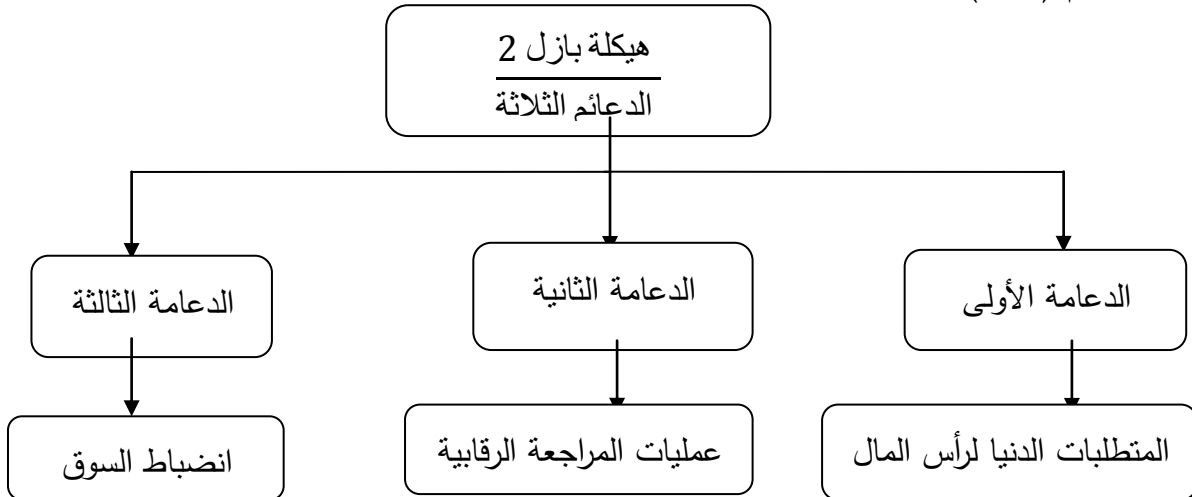 هيكلة بازل 2
الدعائم الثلاثة
الدعامة الأولى
الدعامة الثانية
الدعامة الثالثة
المتطلبات الدنيا لرأس المال
عمليات المراجعة الرقابية
انضباط السوق